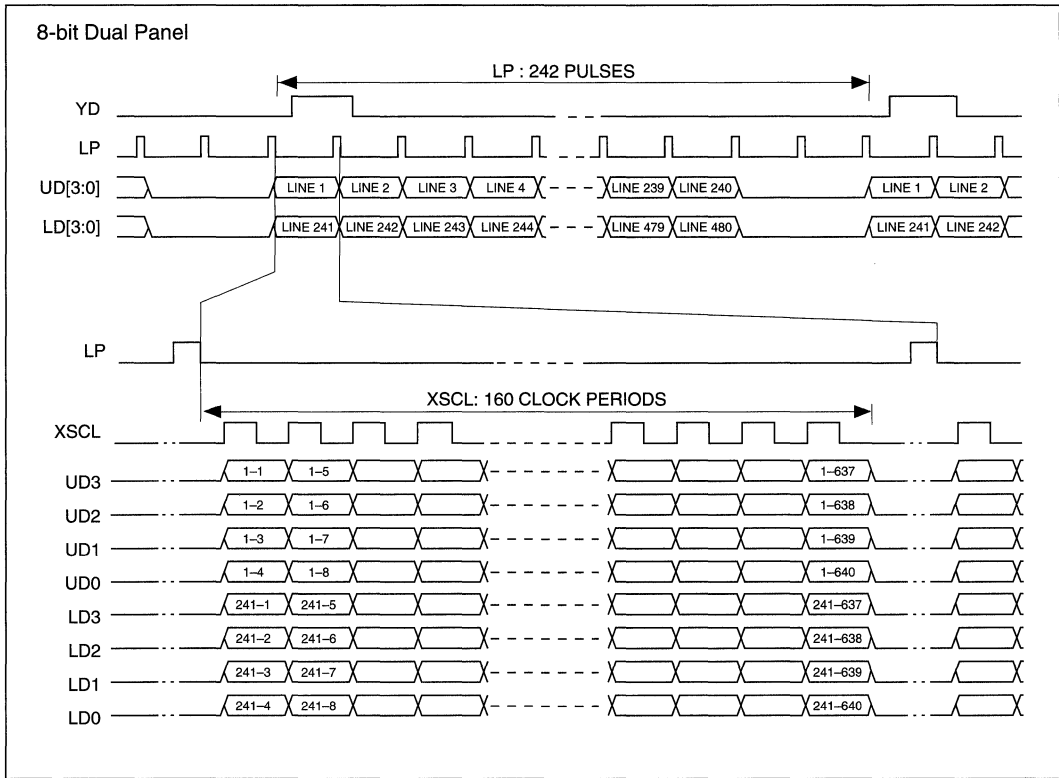 8-bit Dual Panel
LP : 242 PULSES
YD
LP
UD[3:0] LINE 1 LINE 2 LINE 3 LINE 4 LINE 239 LINE 240 LINE 1 LINE 2
LD[3:0] LINE 241 LINE 242 LINE 243 LINE 244 LINE 479 LINE 480 LINE 241 LINE 242
LP
XSCL: 160 CLOCK PERIODS
XSCL
UD3 1–1 1–5 1–637
UD2 1–2 1–6 1–638
UD1 1–3 1–7 1–639
UD0 1–4 1–8 1–640
LD3 241–1 241–5 241–637
LD2 241–2 241–6 241–638
LD1 241–3 241–7 241–639
LD0 241–4 241–8 241–640